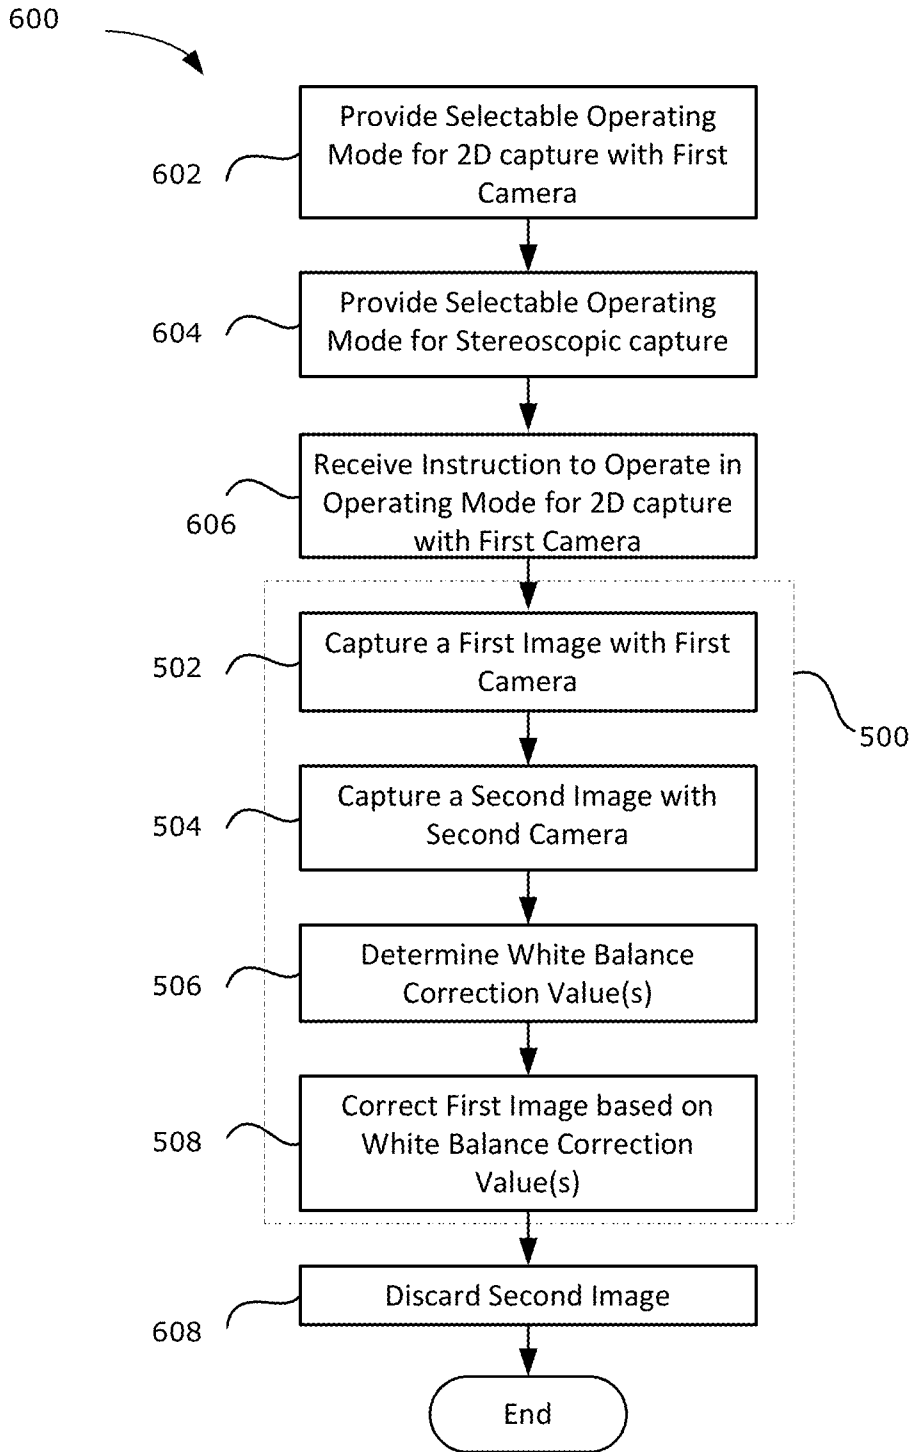 600
Provide Selectable Operating
Mode for 2D capture with First
Camera
602
Provide Selectable Operating
Mode for Stereoscopic capture
604
Receive Instruction to Operate in
Operating Mode for 2D capture
with First Camera
606
Capture a First Image with First
Camera
502
500
Capture a Second Image with
Second Camera
504
Determine White Balance
Correction Value(s)
506
Correct First Image based on
White Balance Correction
Value(s)
508
Discard Second Image
608
End